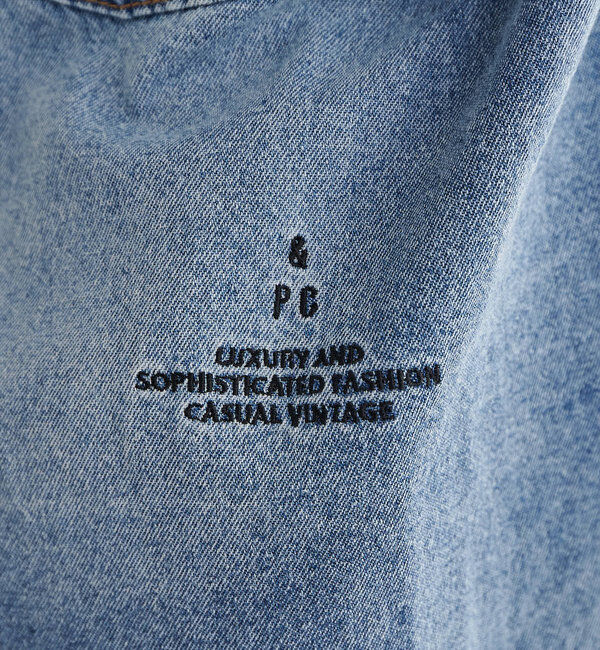 &
PG
LUXURY AND
SOPHISTICATED FASHION
CASUAL VINTAGE